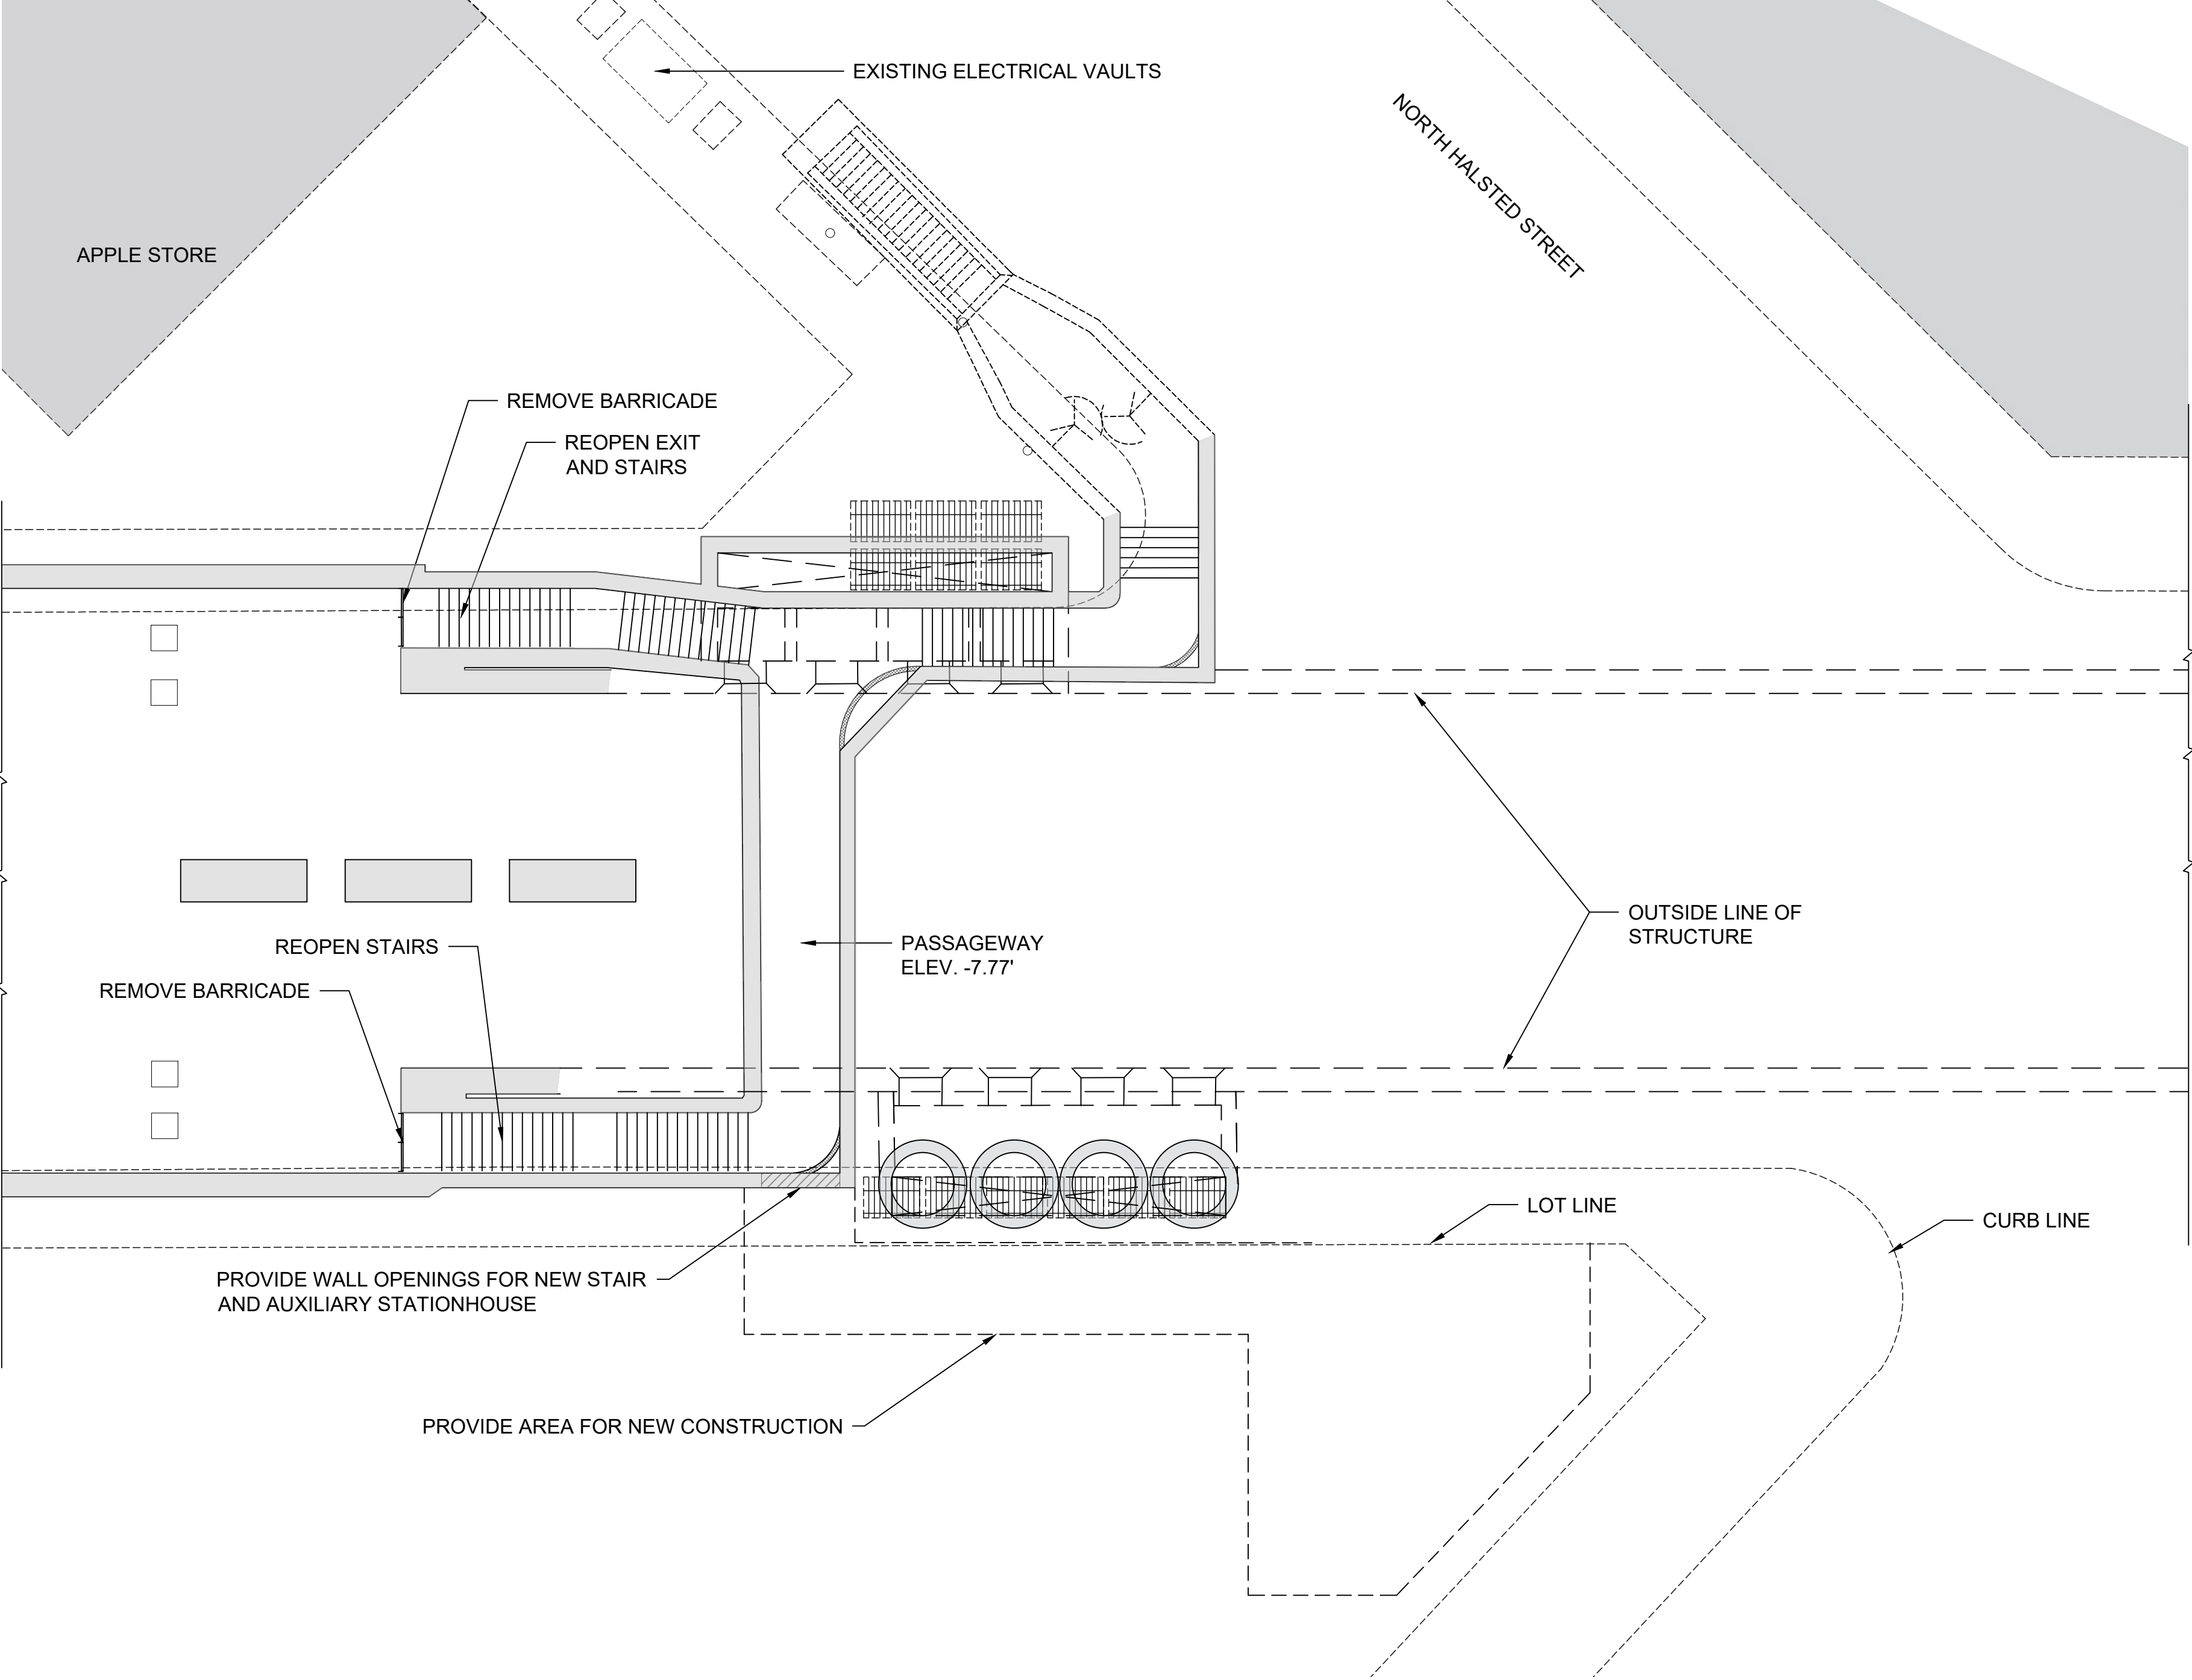 EXISTING ELECTRICAL VAULTS
NORTH HALSTED STREET
APPLE STORE
REMOVE BARRICADE
REOPEN EXIT
AND STAIRS
OUTSIDE LINE OF
STRUCTURE
PASSAGEWAY
ELEV. -7.77'
REOPEN STAIRS
REMOVE BARRICADE
LOT LINE
CURB LINE
PROVIDE WALL OPENINGS FOR NEW STAIR
AND AUXILIARY STATIONHOUSE
PROVIDE AREA FOR NEW CONSTRUCTION